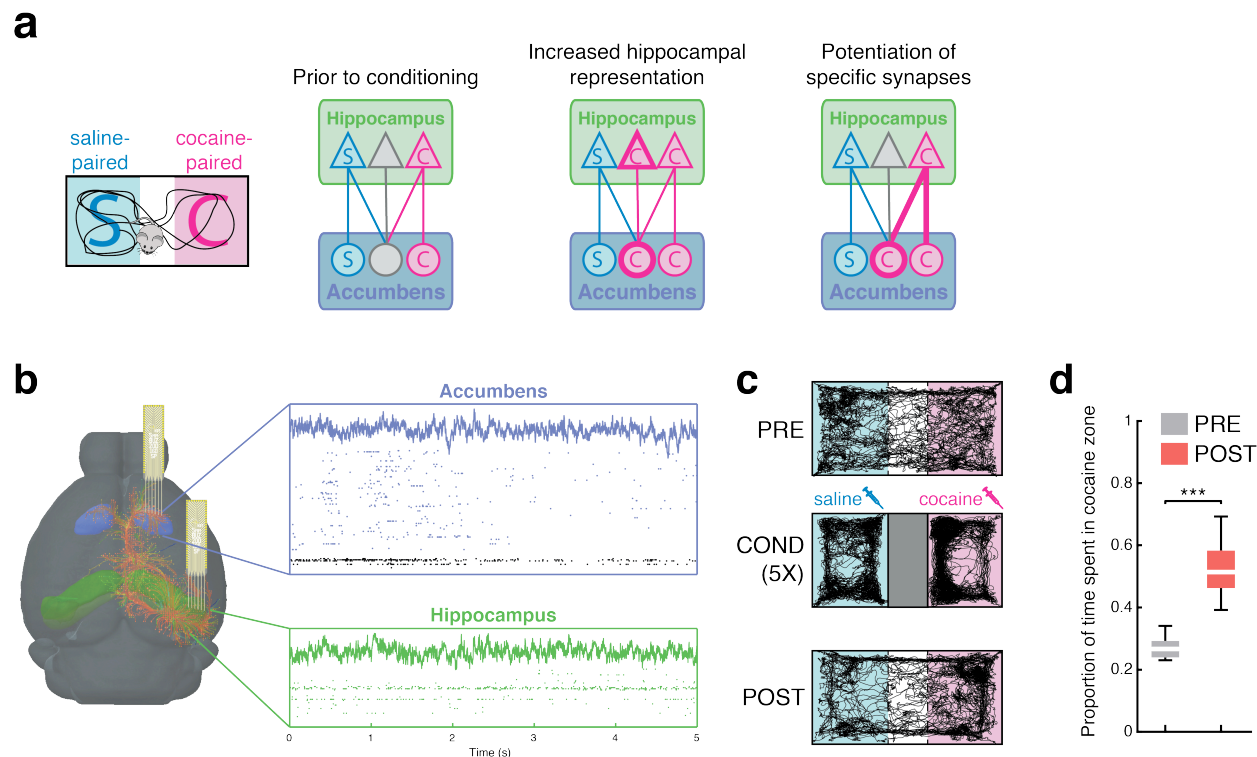 a
Prior to conditioning
Increased hippocampal
representation
Potentiation of
specific synapses
saline-
paired
cocaine-
paired
S
C
Hippocampus
S
C
S
C
Accumbens
Hippocampus
S
C
C
S
C
C
Accumbens
Hippocampus
S
C
S
C
C
Accumbens
b
Accumbens
Hippocampus
0
1
2
3
4
5
Time (s)
c
PRE
saline
cocaine
COND
(5X)
POST
d
Proportion of time spent in cocaine zone
1
0.8
0.6
0.4
0.2
0
PRE
POST
***